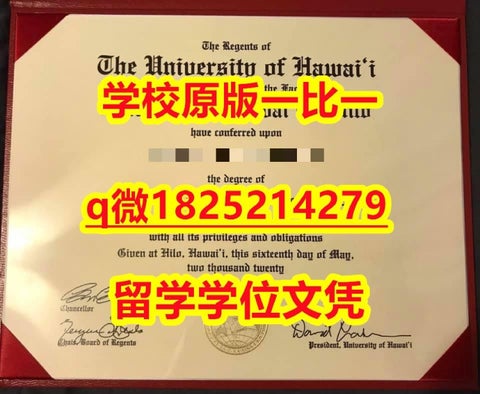 The Regents of
The University of Hawai‘i
学校原版一比一
have conferred upon
the degree of
q微1825214279
with all its privileges and obligations
Given at Hilo, Hawai‘i, this sixteenth day of May,
two thousand twenty
留学学位文凭
Chancellor
Chair, Board of Regents
President, University of Hawai‘i